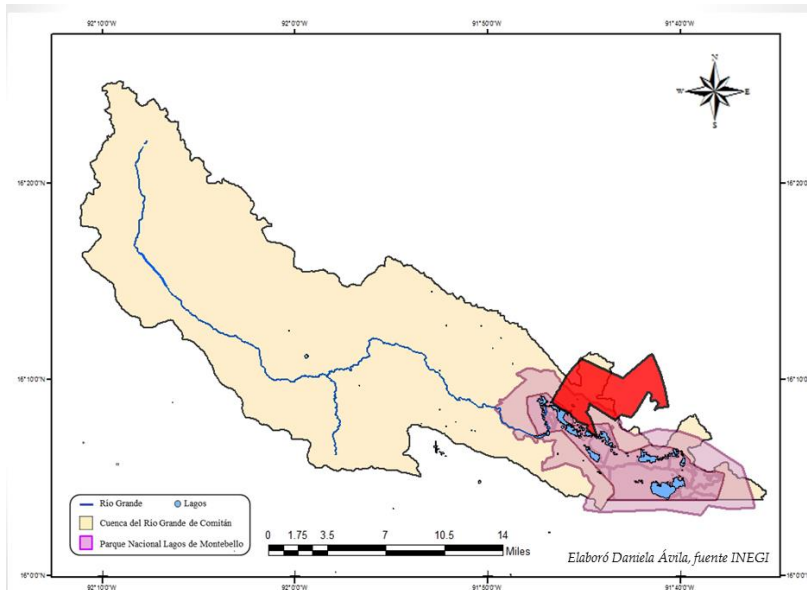 92°10'0"W 92°0'0"W 91°50'0"W 91°40'0"W
N
W E
S
16°20'0"N 16°20'0"N
16°10'0"N 16°10'0"N
16°0'0"N 16°0'0"N
Rio Grande Lagos
Cuenca del Rio Grande de Comitán
Parque Nacional Lagos de Montebello
0 1.75 3.5 7 10.5 14
Miles
Elaboró Daniela Ávila, fuente INEGI
92°10'0"W 92°0'0"W 91°50'0"W 91°40'0"W